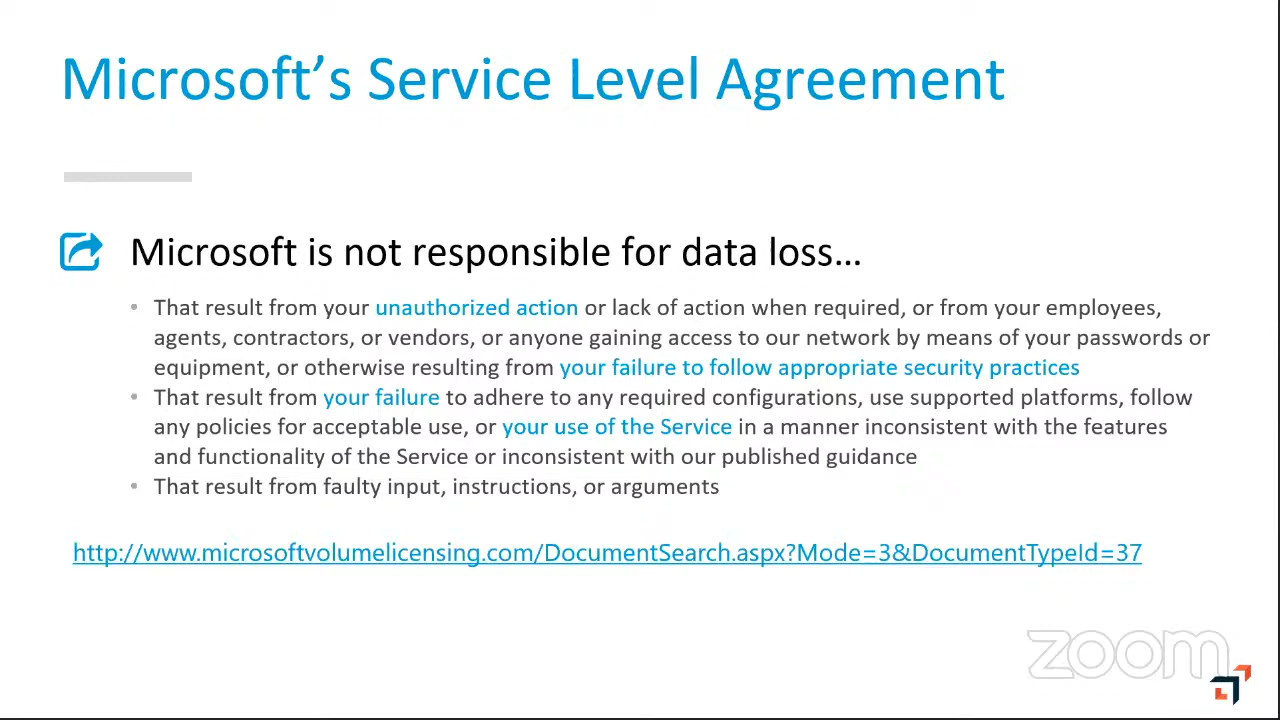 Microsoft’s Service Level Agreement
Microsoft is not responsible for data loss…
• That result from your unauthorized action or lack of action when required, or from your employees,
agents, contractors, or vendors, or anyone gaining access to our network by means of your passwords or
equipment, or otherwise resulting from your failure to follow appropriate security practices
• That result from your failure to adhere to any required configurations, use supported platforms, follow
any policies for acceptable use, or your use of the Service in a manner inconsistent with the features
and functionality of the Service or inconsistent with our published guidance
• That result from faulty input, instructions, or arguments
http://www.microsoftvolumelicensing.com/DocumentSearch.aspx?Mode=3&DocumentTypeId=37
zoom